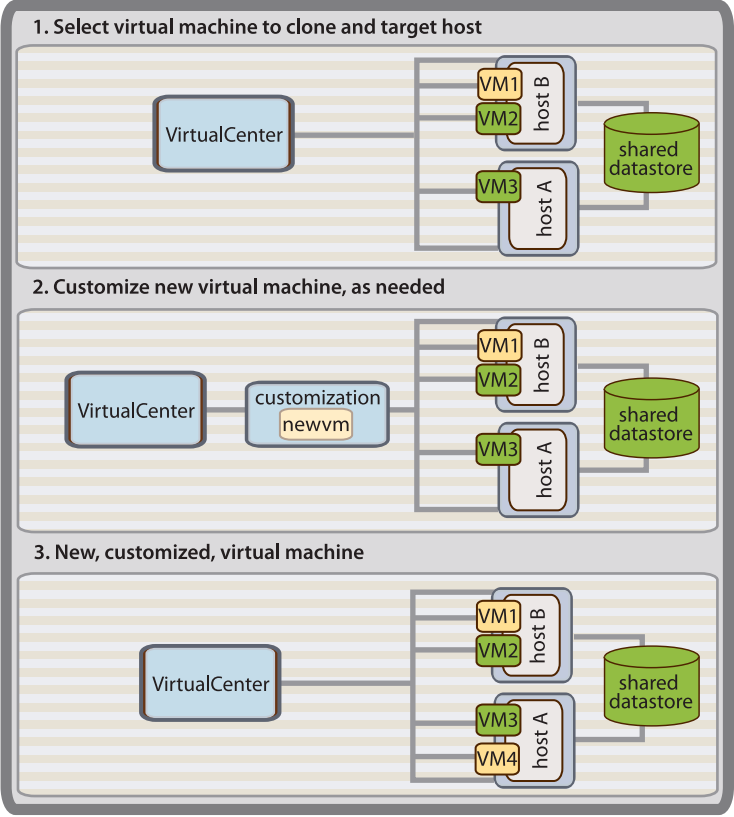 1. Select virtual machine to clone and target host
VirtualCenter
VM1
VM2
host B
VM3
host A
shared
datastore
2. Customize new virtual machine, as needed
VirtualCenter
customization
newvm
VM1
VM2
host B
VM3
host A
shared
datastore
3. New, customized, virtual machine
VirtualCenter
VM1
VM2
host B
VM3
VM4
host A
shared
datastore